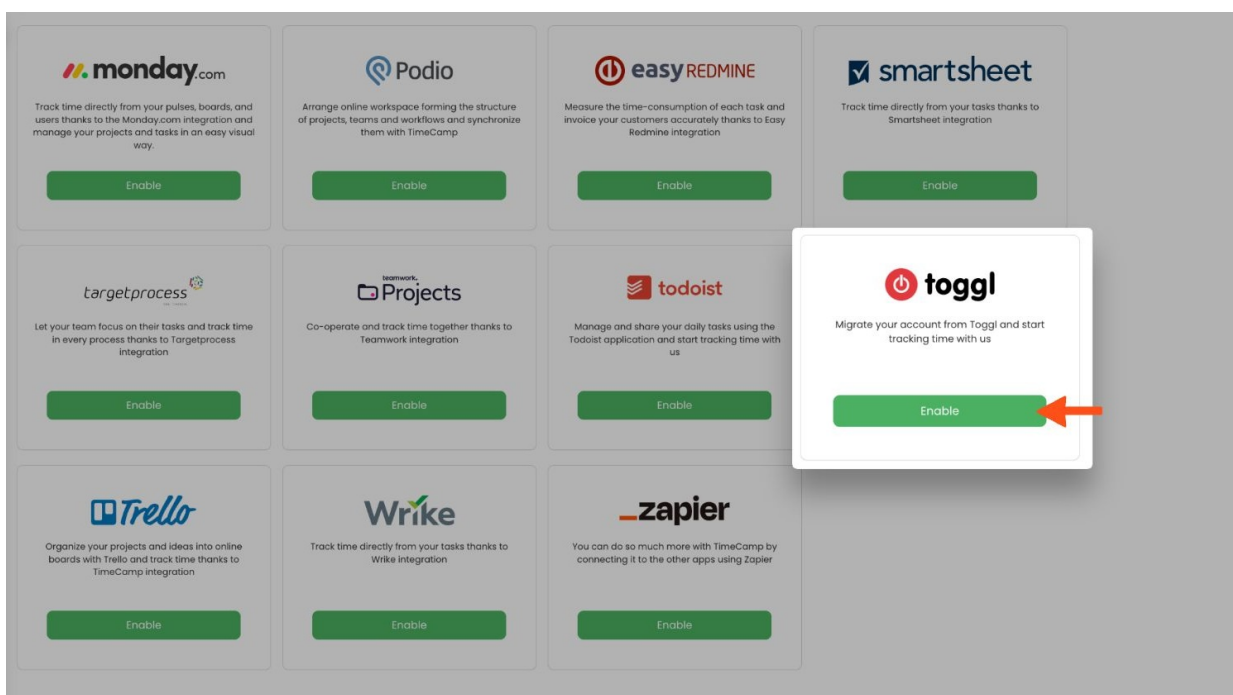 monday.com
Track time directly from your pulses, boards, and
users thanks to the Monday.com integration and
manage your projects and tasks in an easy visual
way.
Enable
Podio
Arrange online workspace forming the structure
of projects, teams and workflows and synchronize
them with TimeCamp
Enable
easy REDMINE
Measure the time-consumption of each task and
invoice your customers accurately thanks to Easy
Redmine integration
Enable
smartsheet
Track time directly from your tasks thanks to
Smartsheet integration
Enable
targetprocess
Let your team focus on their tasks and track time
in every process thanks to Targetprocess
integration
Enable
teamwork.
Projects
Co-operate and track time together thanks to
Teamwork integration
Enable
todoist
Manage and share your daily tasks using the
Todoist application and start tracking time with
us
Enable
toggl
Migrate your account from Toggl and start
tracking time with us
Enable
Trello
Organize your projects and ideas into online
boards with Trello and track time thanks to
TimeCamp integration
Enable
Wrike
Track time directly from your tasks thanks to
Wrike integration
Enable
zapier
You can do so much more with TimeCamp by
connecting it to the other apps using Zapier
Enable